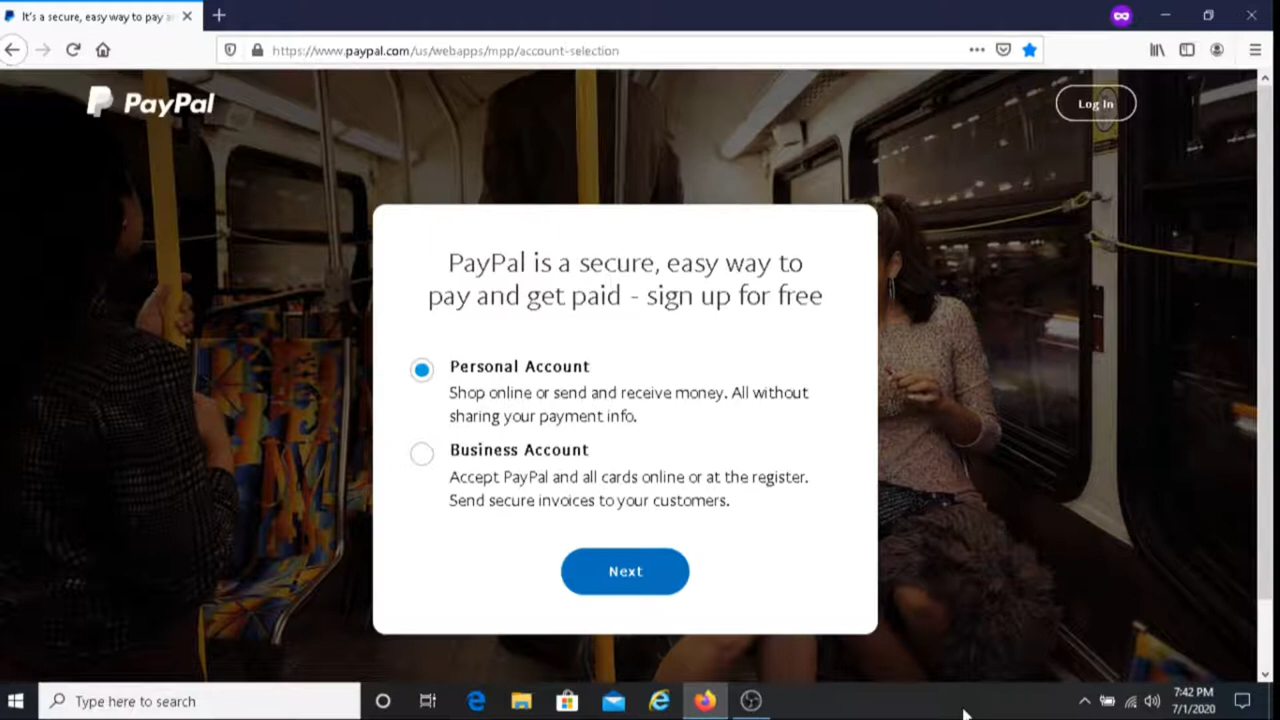 It's a secure, easy way to pay a
https://www.paypal.com/us/webapps/mpp/account-selection
PayPal
Log In
PayPal is a secure, easy way to
pay and get paid - sign up for free
Personal Account
Shop online or send and receive money. All without
sharing your payment info.
Business Account
Accept PayPal and all cards online or at the register.
Send secure invoices to your customers.
Next
Type here to search
7:42 PM
7/1/2020